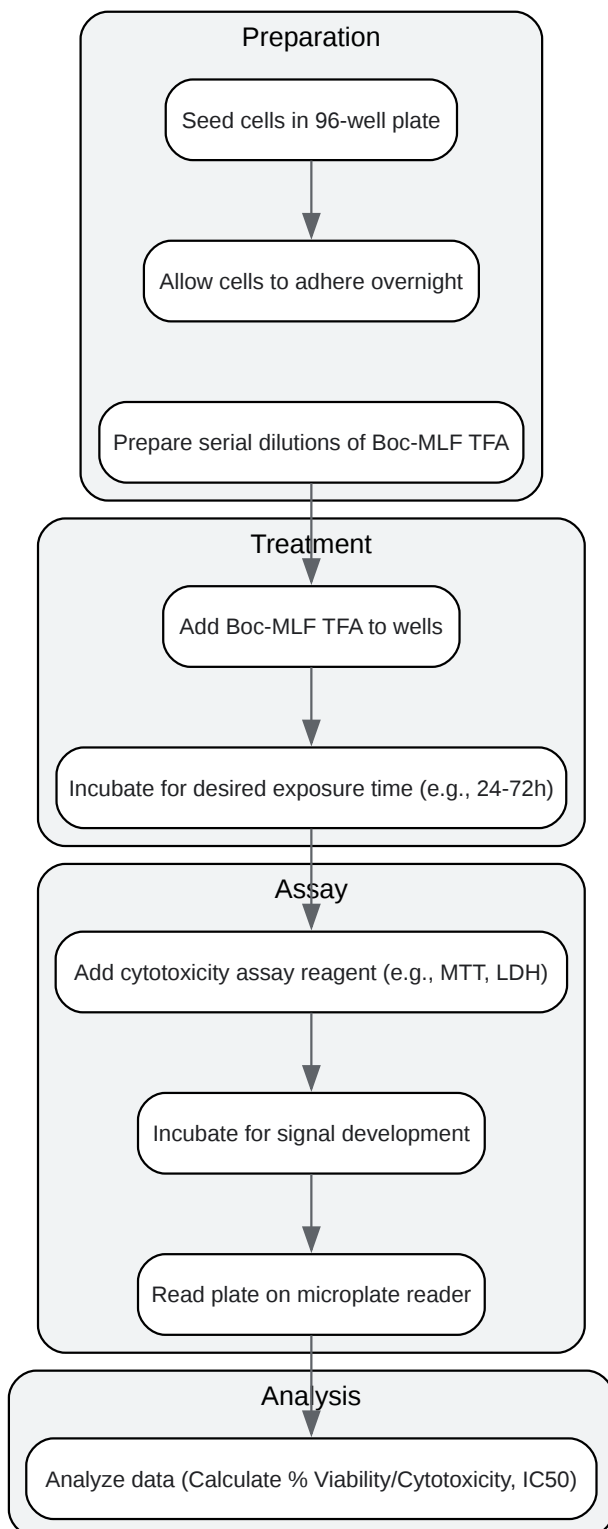 Preparation
Seed cells in 96-well plate
Allow cells to adhere overnight
Prepare serial dilutions of Boc-MLF TFA
Treatment
Add Boc-MLF TFA to wells
Incubate for desired exposure time (e.g., 24-72h)
Assay
Add cytotoxicity assay reagent (e.g., MTT, LDH)
Incubate for signal development
Read plate on microplate reader
Analysis
Analyze data (Calculate % Viability/Cytotoxicity, IC50)